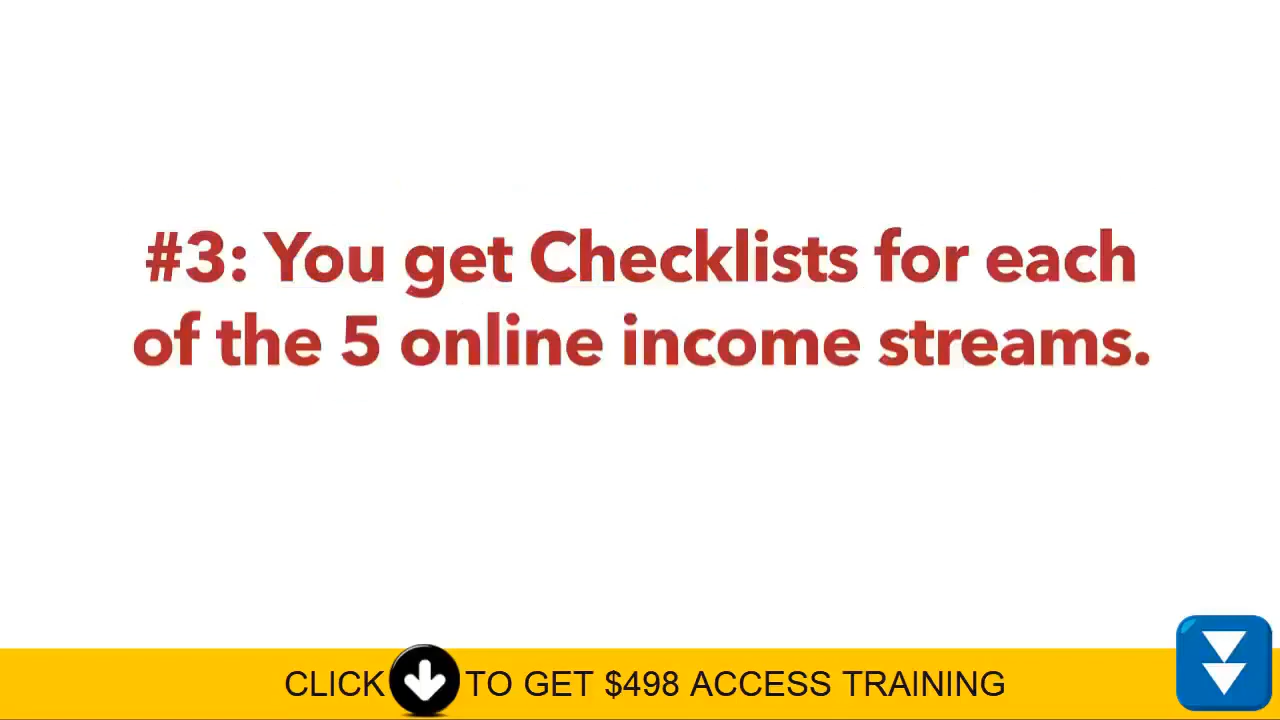 #3: You get Checklists for each
of the 5 online income streams.
CLICK TO GET $498 ACCESS TRAINING